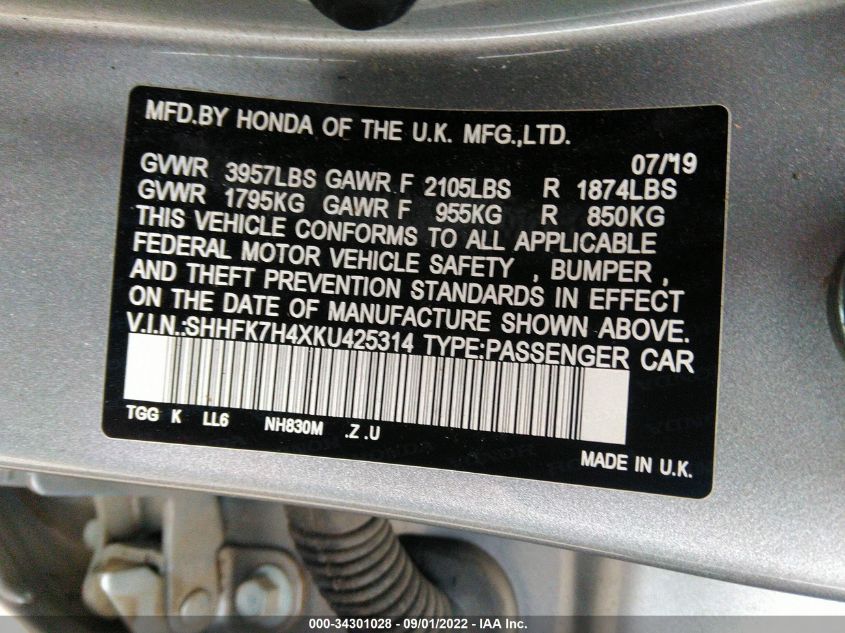 MFD.BY HONDA OF THE U.K. MFG.,LTD.
07/'19
GVWR 3957LBS GAWR F 2105LBS R 1874LBS
GVWR 1795KG GAWR F 955KG R 850KG
THIS VEHICLE CONFORMS TO ALL APPLICABLE
FEDERAL MOTOR VEHICLE SAFETY , BUMPER ,
AND THEFT PREVENTION STANDARDS IN EFFECT
ON THE DATE OF MANUFACTURE SHOWN ABOVE.
V.I.N.:SHHFK7H4XKU425314 TYPE:PASSENGER CAR
TGG K LL6 NH830M .Z .U
MADE IN U.K.
000-34301028 - 09/01/2022 - IAA Inc.